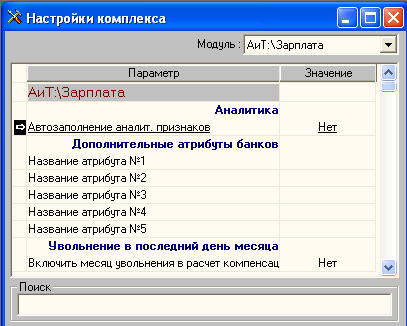 Настройки комплекса
Модуль : АиТ:\Зарплата
Параметр Значение
АиТ:\Зарплата
Аналитика
Автозаполнение аналит. признаков Нет
Дополнительные атрибуты банков
Название атрибута №1
Название атрибута №2
Название атрибута №3
Название атрибута №4
Название атрибута №5
Увольнение в последний день месяца
Включить месяц увольнения в расчет компенсац Нет
Поиск